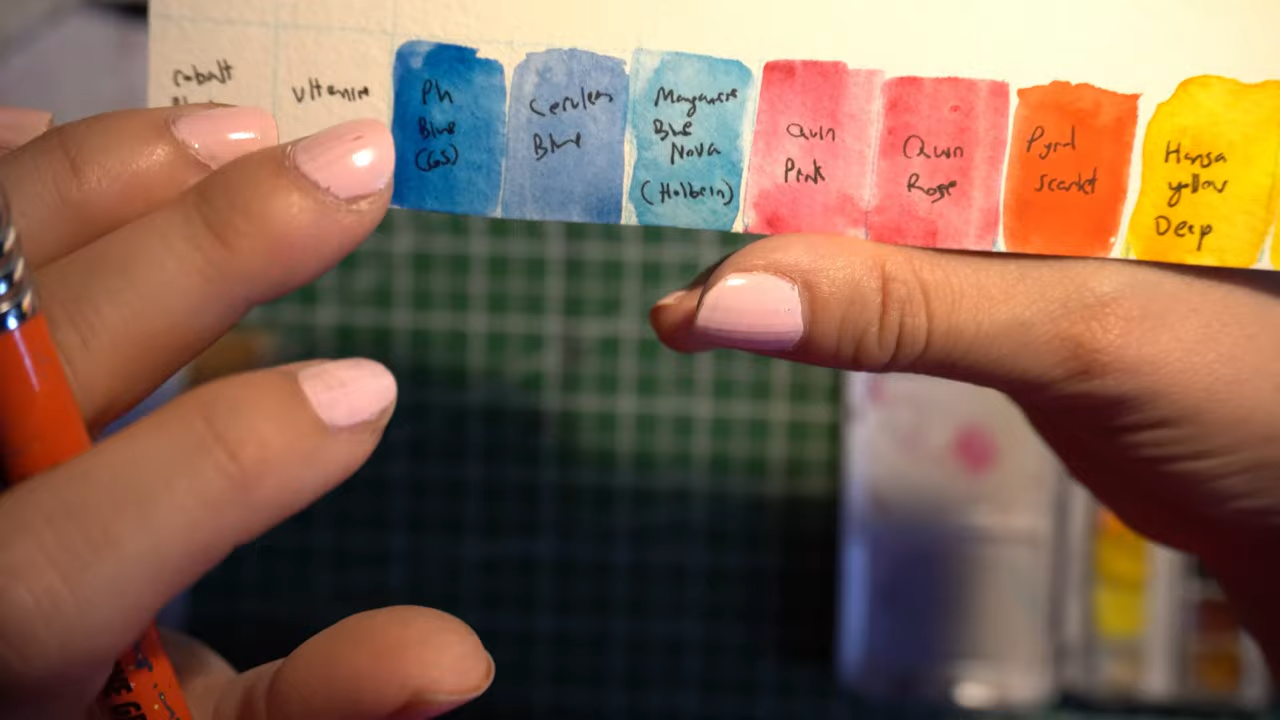 cobalt
ultamine
Ph
Blue
(GS)
Cerulean
Blue
Manganese
Blue
Nova
(Holbein)
Quin
Pink
Quin
Rose
Pyrrol
scarlet
Hansa
yellow
Deep